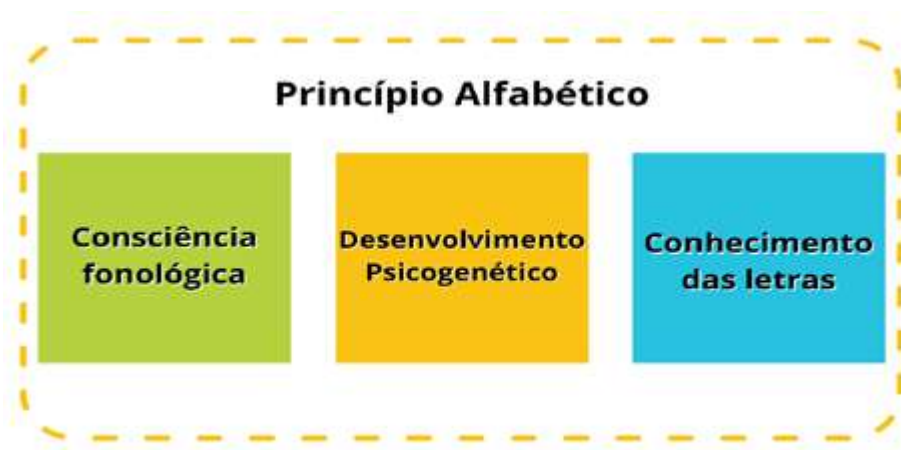 Princípio Alfabético
Consciência
fonológica
Desenvolvimento
Psicogenético
Conhecimento
das letras